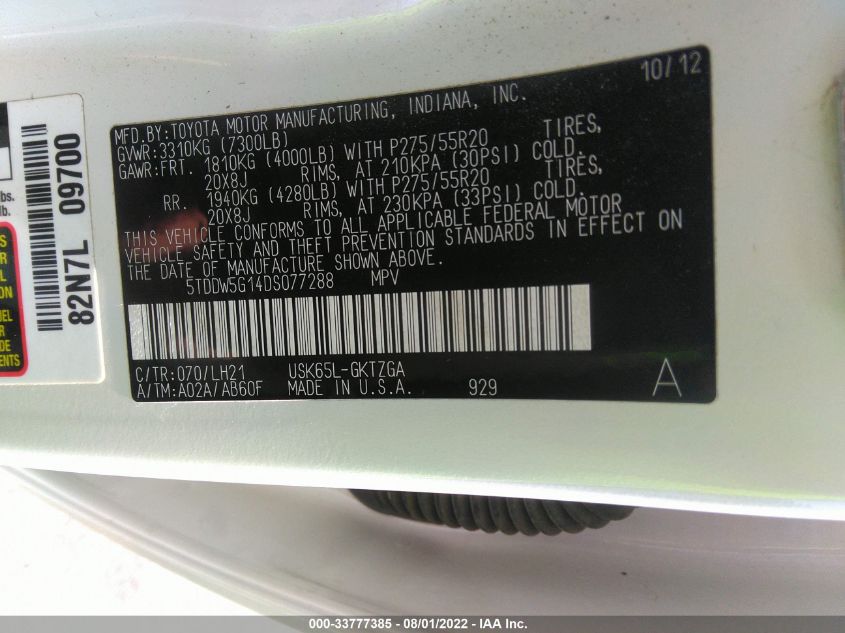 10/12
MFD.BY:TOYOTA MOTOR MANUFACTURING, INDIANA, INC.
GVWR:3310KG (7300LB)
GAWR:FRT. 1810KG (4000LB) WITH P275/55R20 TIRES,
20X8J RIMS, AT 210KPA (30PSI) COLD.
RR. 1940KG (4280LB) WITH P275/55R20 TIRES,
20X8J RIMS, AT 230KPA (33PSI) COLD.
THIS VEHICLE CONFORMS TO ALL APPLICABLE FEDERAL MOTOR
VEHICLE SAFETY AND THEFT PREVENTION STANDARDS IN EFFECT ON
THE DATE OF MANUFACTURE SHOWN ABOVE.
5TDDW5G14DS077288 MPV
C/TR:070/LH21 USK65L-GKTZGA
A/TM:A02A/AB60F MADE IN U.S.A. 929 A
82N7L 09700
lbs.
lb.
000-33777385 - 08/01/2022 - IAA Inc.